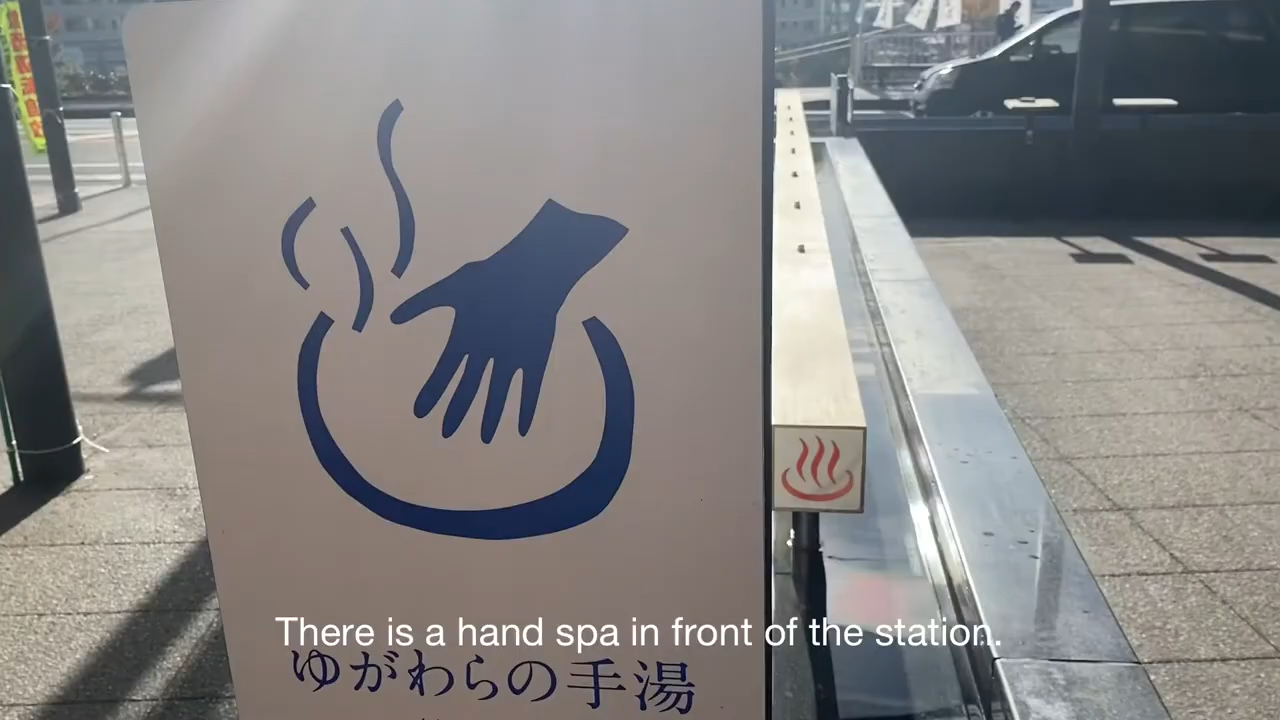 There is a hand spa in front of the station.
ゆがわらの手湯